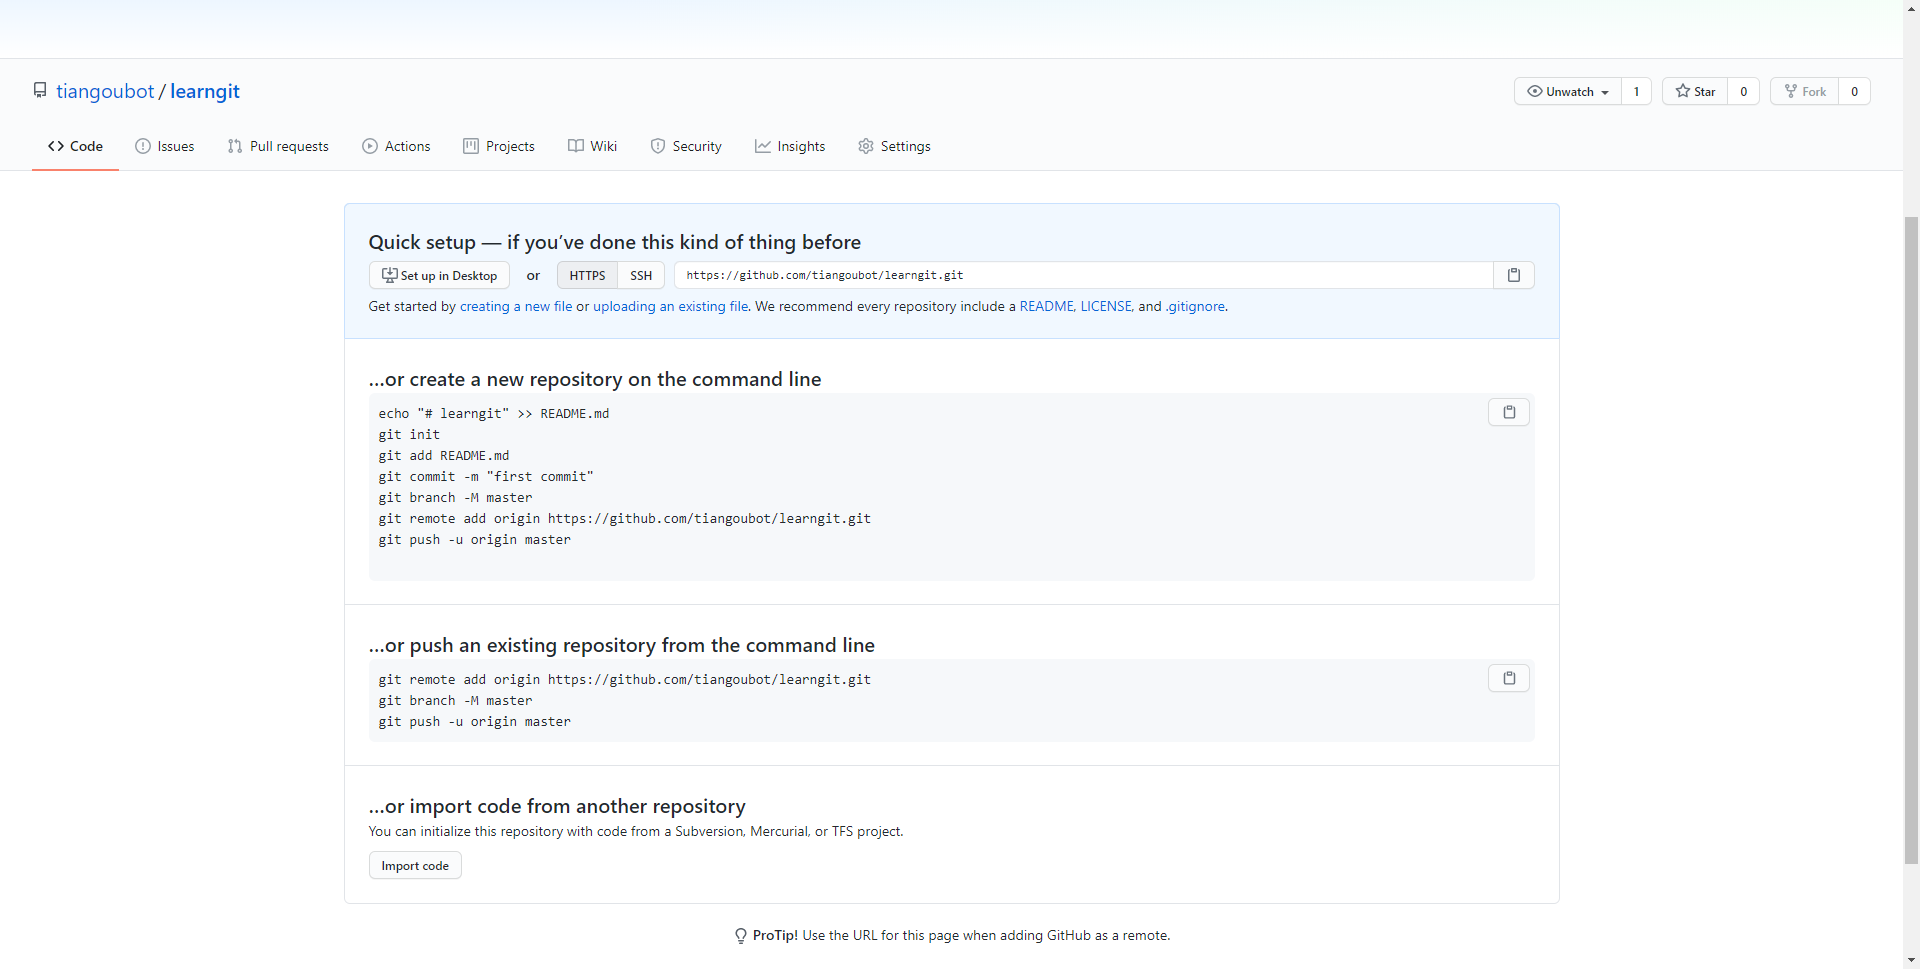 tiangoubot / learngit
Unwatch 1 Star 0 Fork 0
Code Issues Pull requests Actions Projects Wiki Security Insights Settings
Quick setup — if you’ve done this kind of thing before
Set up in Desktop or HTTPS SSH https://github.com/tiangoubot/learngit.git
Get started by creating a new file or uploading an existing file. We recommend every repository include a README, LICENSE, and .gitignore.
…or create a new repository on the command line
echo "# learngit" >> README.md
git init
git add README.md
git commit -m "first commit"
git branch -M master
git remote add origin https://github.com/tiangoubot/learngit.git
git push -u origin master
…or push an existing repository from the command line
git remote add origin https://github.com/tiangoubot/learngit.git
git branch -M master
git push -u origin master
…or import code from another repository
You can initialize this repository with code from a Subversion, Mercurial, or TFS project.
Import code
ProTip! Use the URL for this page when adding GitHub as a remote.